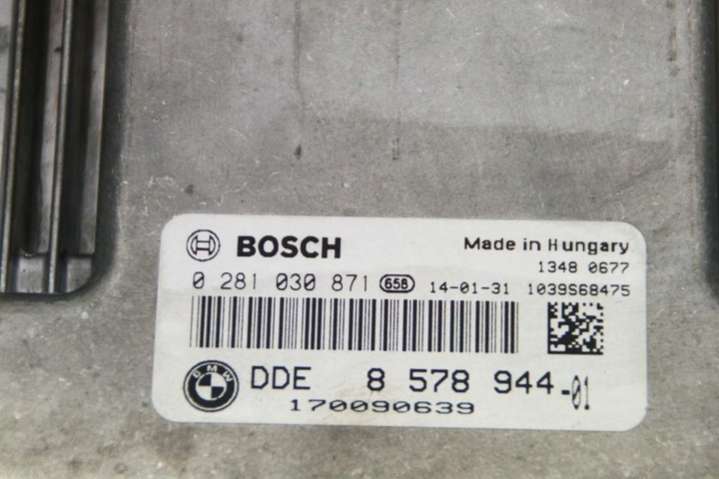 BOSCH
Made in Hungary
1348 0677
0 281 030 871 658 14-01-31 1039S68475
BMW
DDE 8 578 944-01
170090639